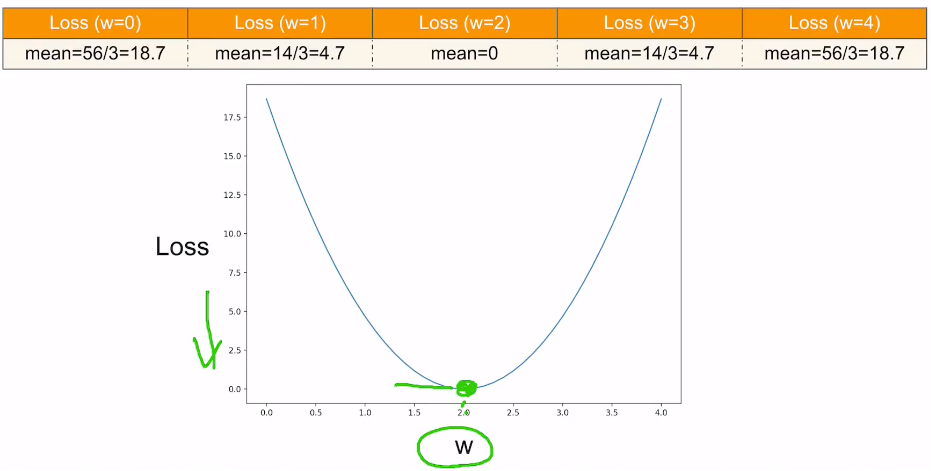 Loss (w=0) Loss (w=1) Loss (w=2) Loss (w=3) Loss (w=4)
mean=56/3=18.7 mean=14/3=4.7 mean=0 mean=14/3=4.7 mean=56/3=18.7
17.5
15.0
12.5
10.0
Loss
7.5
5.0
2.5
0.0
0.0 0.5 1.0 1.5 2.0 2.5 3.0 3.5 4.0
w